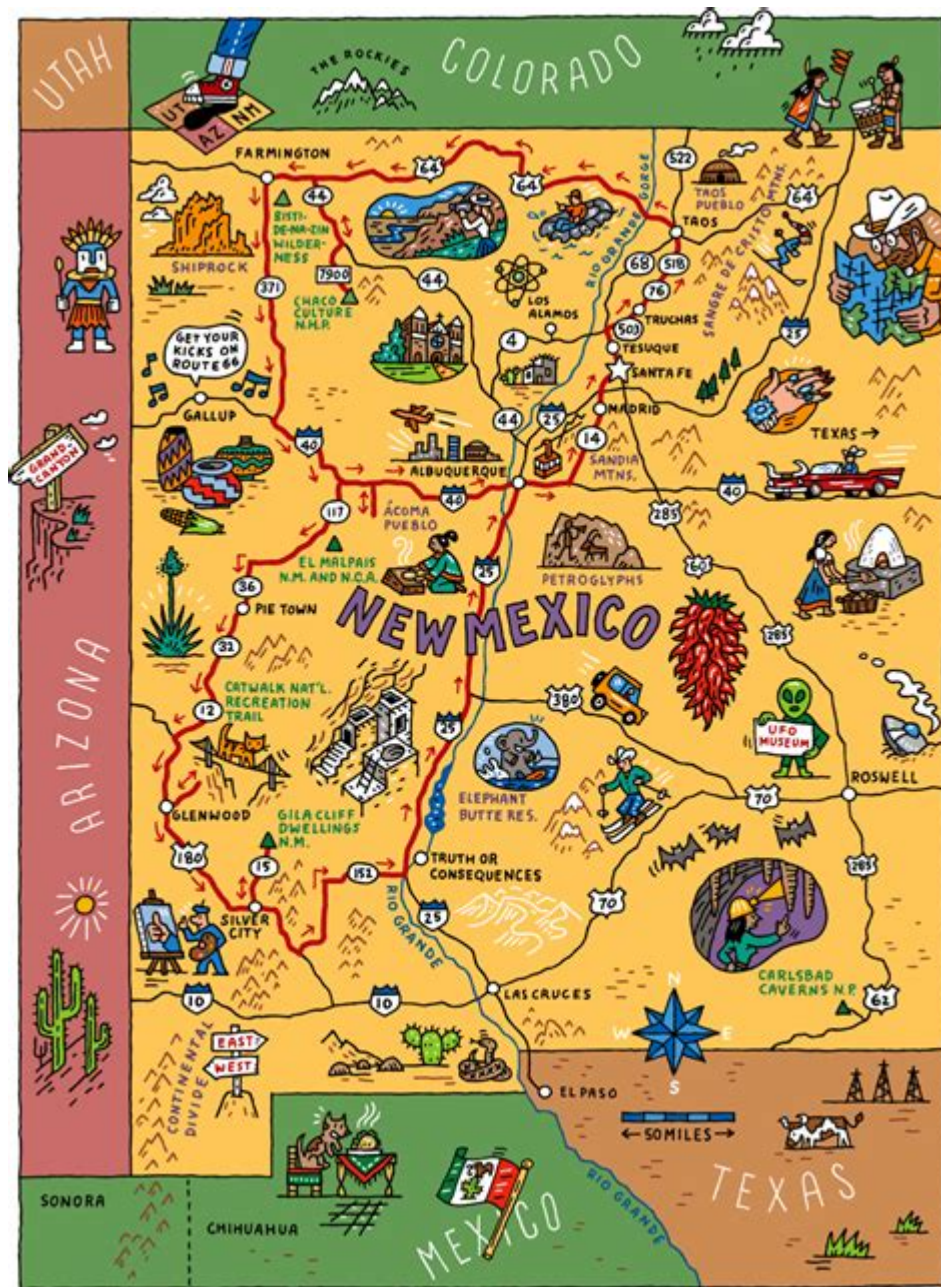 UTAH
COLORADO
THE ROCKIES
UT
AZ
NM
FARMINGTON
64
64
522
TAOS
PUEBLO
64
44
BISTI-
DE-NA-ZIN
WILDER-
NESS
SHIPROCK
371
7900
CHACO
CULTURE
N.H.P.
44
RIO GRANDE GORGE
TAOS
68
518
76
SANGRE DE CRISTO MTNS.
LOS
ALAMOS
TRUCHAS
4
503
TESUQUE
25
SANTA FE
GET YOUR
KICKS ON
ROUTE 66
GALLUP
44
25
MADRID
TEXAS →
GRAND
CANYON
40
ALBUQUERQUE
14
SANDIA
MTNS.
40
40
117
ÁCOMA
PUEBLO
285
EL MALPAIS
N.M. AND N.C.A.
25
PETROGLYPHS
60
36
PIE TOWN
NEW MEXICO
285
32
ARIZONA
CATWALK NAT'L.
RECREATION
TRAIL
12
380
25
UFO
MUSEUM
ELEPHANT
BUTTE RES.
ROSWELL
70
GLENWOOD
GILA CLIFF
DWELLINGS
N.M.
180
15
152
TRUTH OR
CONSEQUENCES
285
70
SILVER
CITY
RIO GRANDE
25
CARLSBAD
CAVERNS N.P.
62
10
10
LAS CRUCES
N
W
E
S
EAST
WEST
CONTINENTAL
DIVIDE
EL PASO
← 50 MILES →
TEXAS
RIO GRANDE
SONORA
CHIHUAHUA
MEXICO